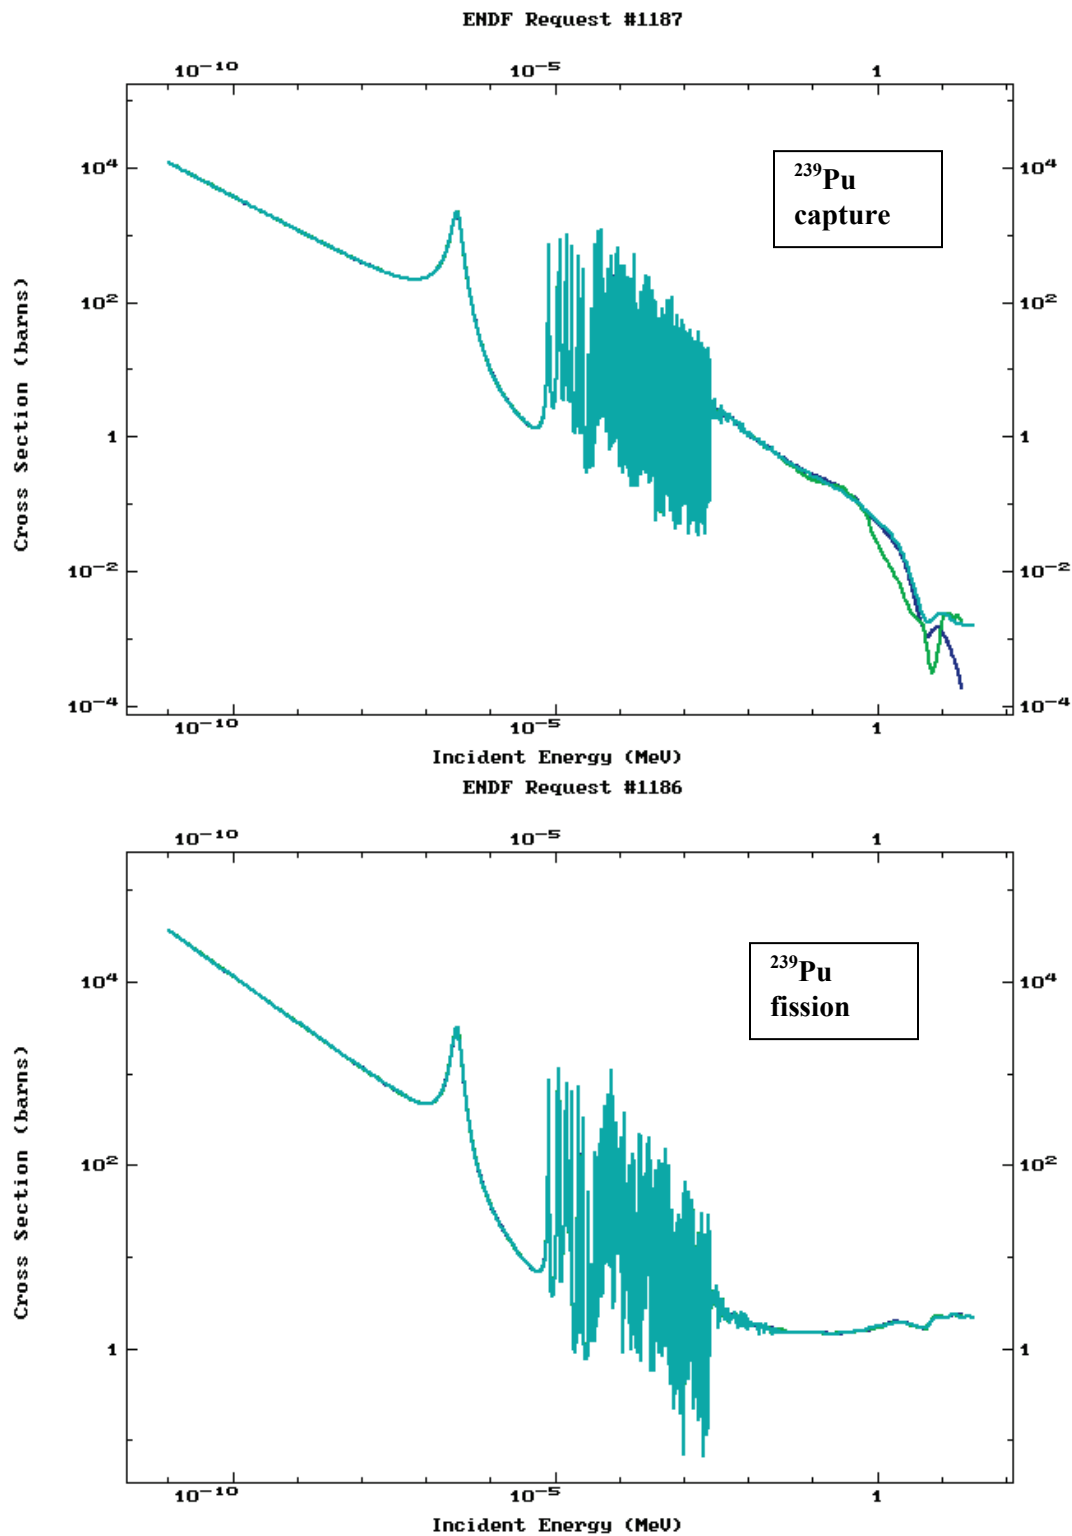 ENDF Request #1187
10⁻¹⁰ 10⁻⁵ 1
²³⁹Pu
capture
10⁴ 10⁴
10² 10²
1 1
10⁻² 10⁻²
10⁻⁴ 10⁻⁴
Cross Section (barns)
10⁻¹⁰ 10⁻⁵ 1
Incident Energy (MeV)
ENDF Request #1186
10⁻¹⁰ 10⁻⁵ 1
²³⁹Pu
fission
10⁴ 10⁴
10² 10²
1 1
Cross Section (barns)
10⁻¹⁰ 10⁻⁵ 1
Incident Energy (MeV)